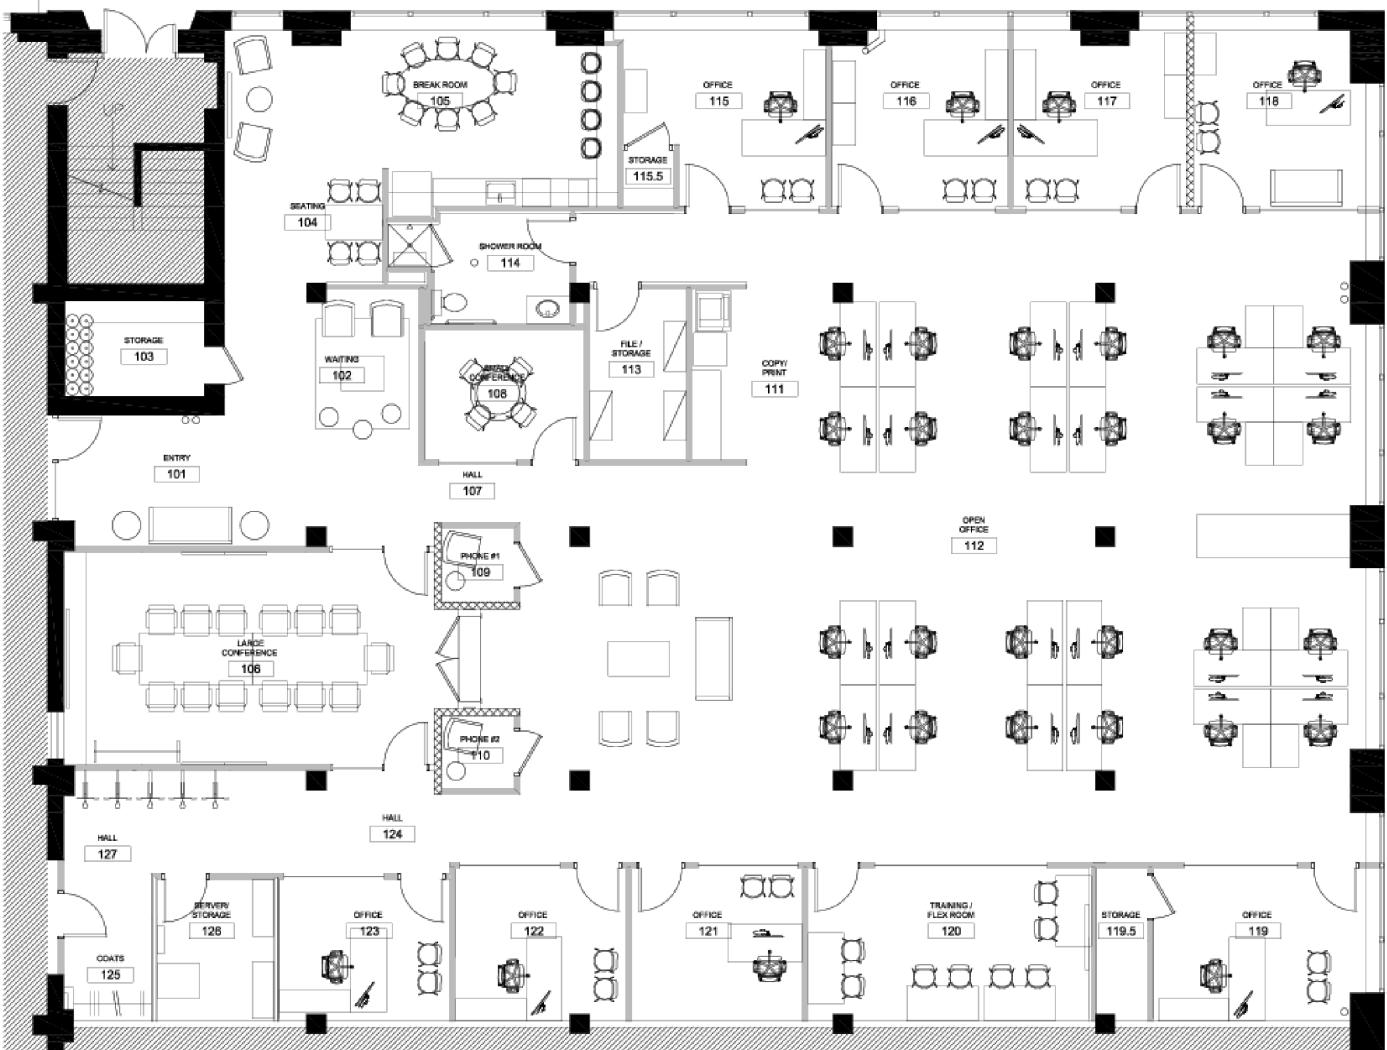 UP
BREAK ROOM
105
OFFICE
115
OFFICE
116
OFFICE
117
OFFICE
118
STORAGE
115.5
SEATING
104
SHOWER ROOM
114
STORAGE
103
WAITING
102
CONFERENCE
108
FILE /
STORAGE
113
COPY/
PRINT
111
ENTRY
101
HALL
107
OPEN
OFFICE
112
PHONE #1
109
LARGE
CONFERENCE
106
PHONE #2
110
HALL
124
HALL
127
SERVER/
STORAGE
126
OFFICE
123
OFFICE
122
OFFICE
121
TRAINING /
FLEX ROOM
120
STORAGE
119.5
OFFICE
119
COATS
125